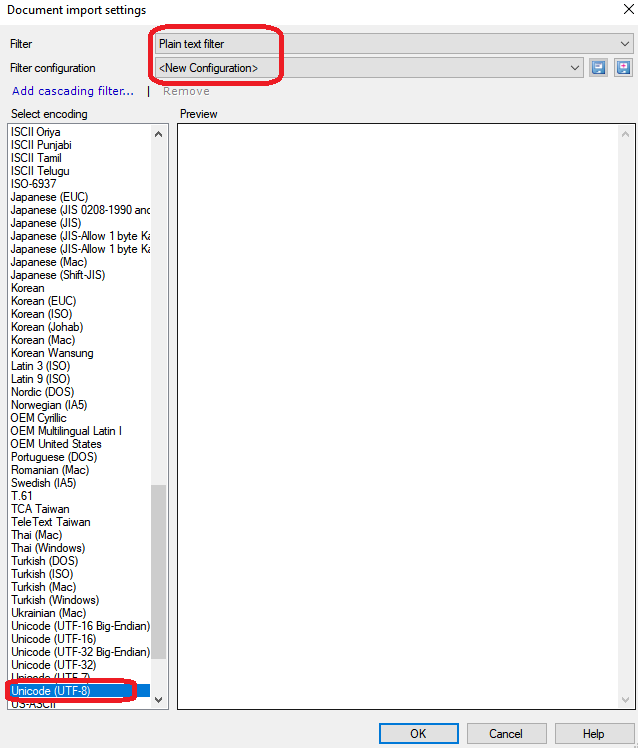 Document import settings
Filter
Plain text filter
Filter configuration
<New Configuration>
Add cascading filter... | Remove
Select encoding
Preview
ISCII Oriya
ISCII Punjabi
ISCII Tamil
ISCII Telugu
ISO-6937
Japanese (EUC)
Japanese (JIS 0208-1990 and
Japanese (JIS)
Japanese (JIS-Allow 1 byte Ka
Japanese (JIS-Allow 1 byte Ka
Japanese (Mac)
Japanese (Shift-JIS)
Korean
Korean (EUC)
Korean (ISO)
Korean (Johab)
Korean (Mac)
Korean Wansung
Latin 3 (ISO)
Latin 9 (ISO)
Nordic (DOS)
Norwegian (IA5)
OEM Cyrillic
OEM Multilingual Latin I
OEM United States
Portuguese (DOS)
Romanian (Mac)
Swedish (IA5)
T.61
TCA Taiwan
TeleText Taiwan
Thai (Mac)
Thai (Windows)
Turkish (DOS)
Turkish (ISO)
Turkish (Mac)
Turkish (Windows)
Ukrainian (Mac)
Unicode (UTF-16 Big-Endian)
Unicode (UTF-16)
Unicode (UTF-32 Big-Endian)
Unicode (UTF-32)
Unicode (UTF-7)
Unicode (UTF-8)
US-ASCII
OK
Cancel
Help